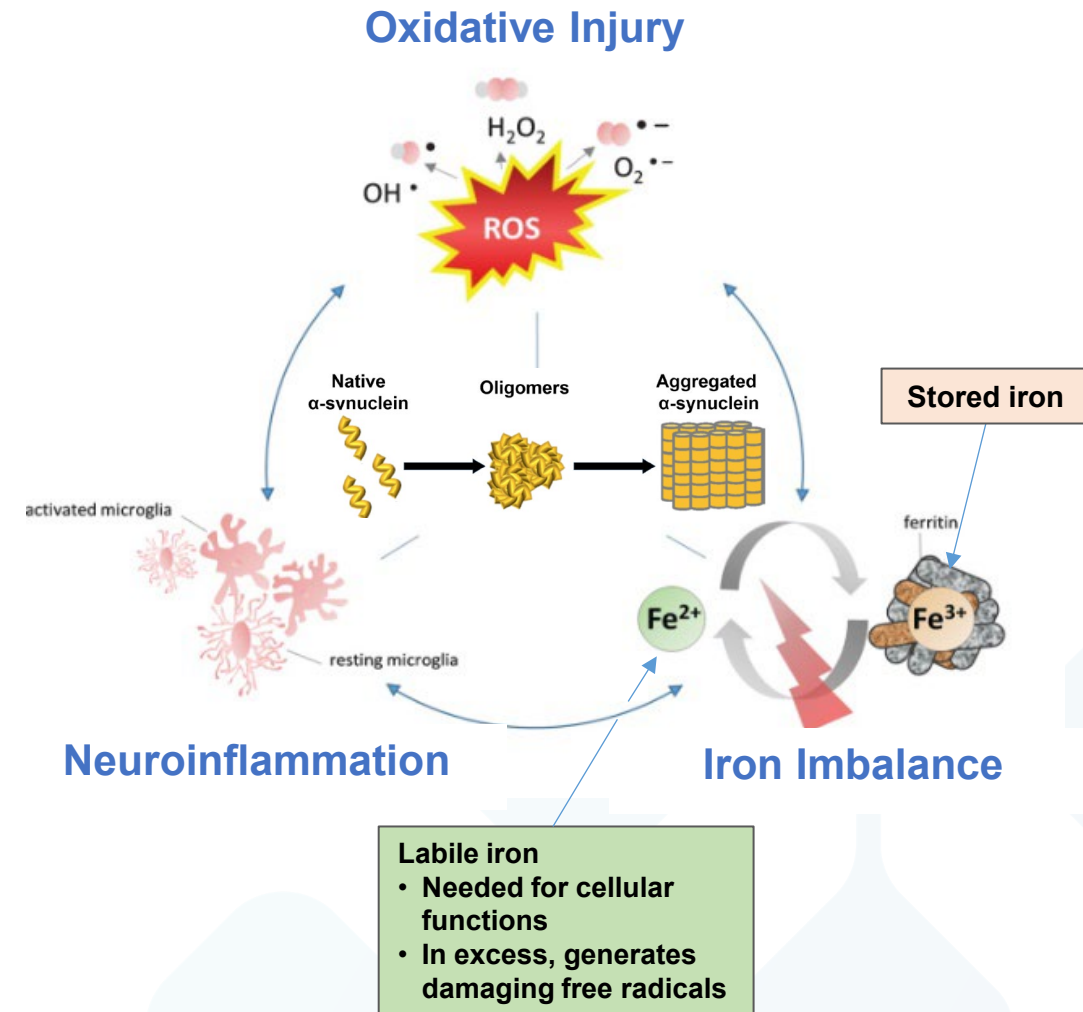 Oxidative Injury
H₂O₂
OH •
O₂ •−
• −
•
ROS
Native
α-synuclein
Oligomers
Aggregated
α-synuclein
Stored iron
activated microglia
resting microglia
ferritin
Fe²⁺
Fe³⁺
Neuroinflammation
Iron Imbalance
Labile iron
• Needed for cellular
functions
• In excess, generates
damaging free radicals